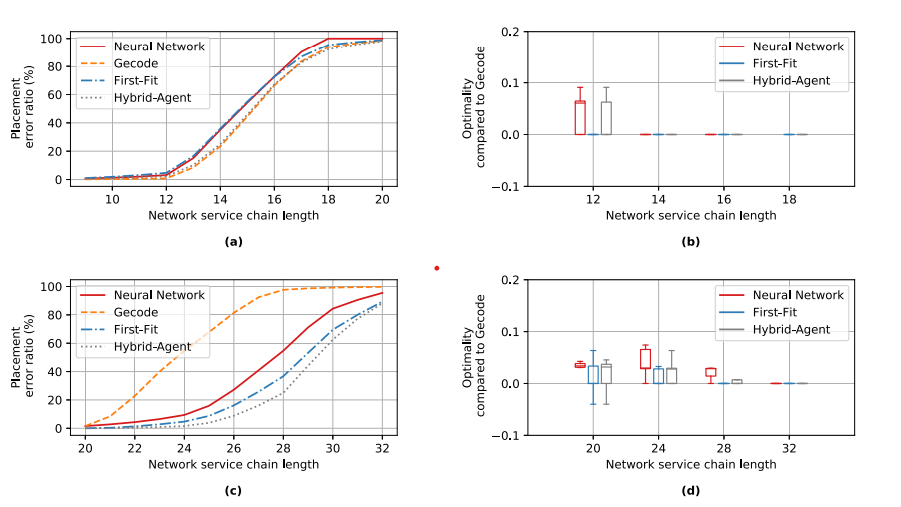 100
80
60
40
20
0
Placement
error ratio (%)
Neural Network
Gecode
First–Fit
Hybrid–Agent
10 12 14 16 18 20
Network service chain length
(a)
0.2
0.1
0.0
−0.1
Optimality
compared to Gecode
Neural Network
First–Fit
Hybrid–Agent
12 14 16 18
Network service chain length
(b)
100
80
60
40
20
0
Placement
error ratio (%)
Neural Network
Gecode
First–Fit
Hybrid–Agent
20 22 24 26 28 30 32
Network service chain length
(c)
0.2
0.1
0.0
−0.1
Optimality
compared to Gecode
Neural Network
First–Fit
Hybrid–Agent
20 24 28 32
Network service chain length
(d)